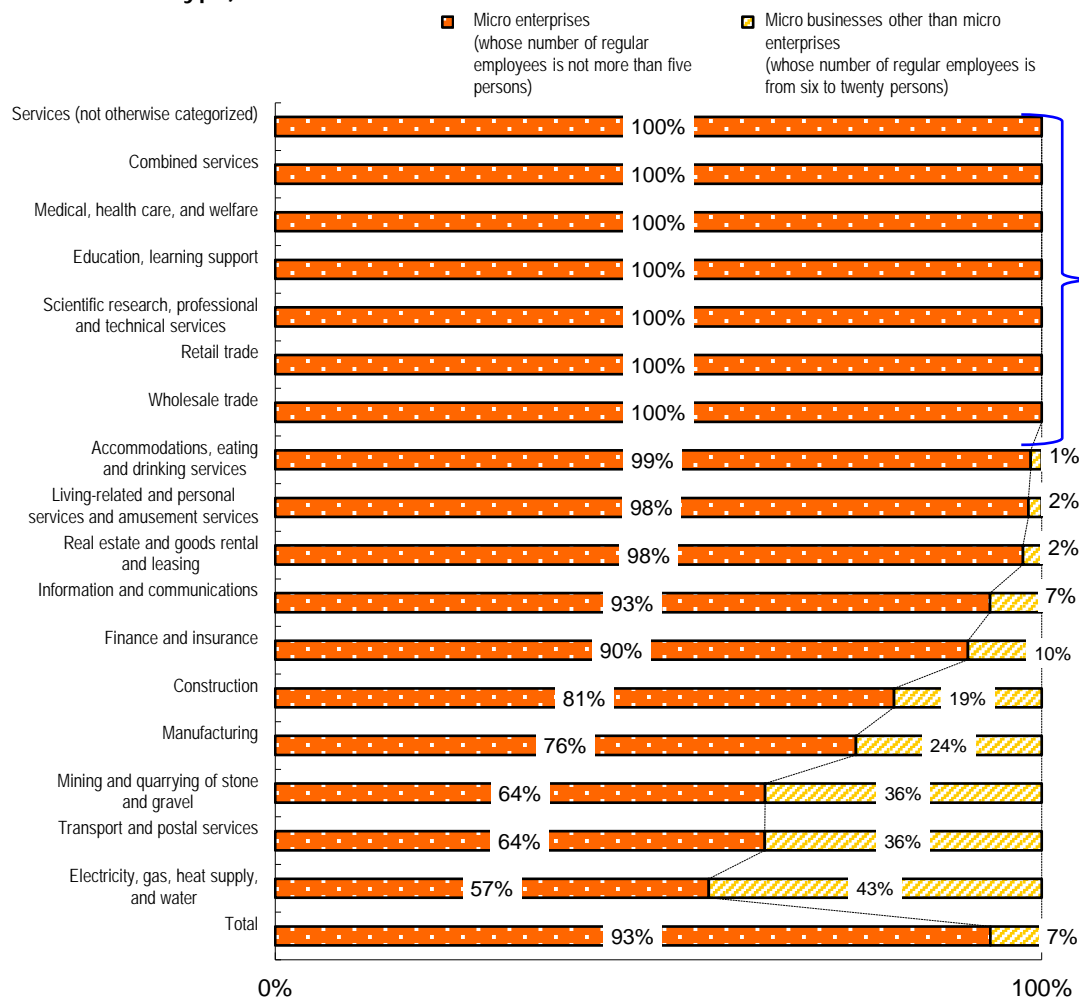 Micro enterprises
(whose number of regular
employees is not more than five
persons)
Micro businesses other than micro
enterprises
(whose number of regular employees is
from six to twenty persons)
Services (not otherwise categorized)
100%
Combined services
100%
Medical, health care, and welfare
100%
Education, learning support
100%
Scientific research, professional
and technical services
100%
Retail trade
100%
Wholesale trade
100%
Accommodations, eating
and drinking services
99%
1%
Living-related and personal
services and amusement services
98%
2%
Real estate and goods rental
and leasing
98%
2%
Information and communications
93%
7%
Finance and insurance
90%
10%
Construction
81%
19%
Manufacturing
76%
24%
Mining and quarrying of stone
and gravel
64%
36%
Transport and postal services
64%
36%
Electricity, gas, heat supply,
and water
57%
43%
Total
93%
7%
0%
100%